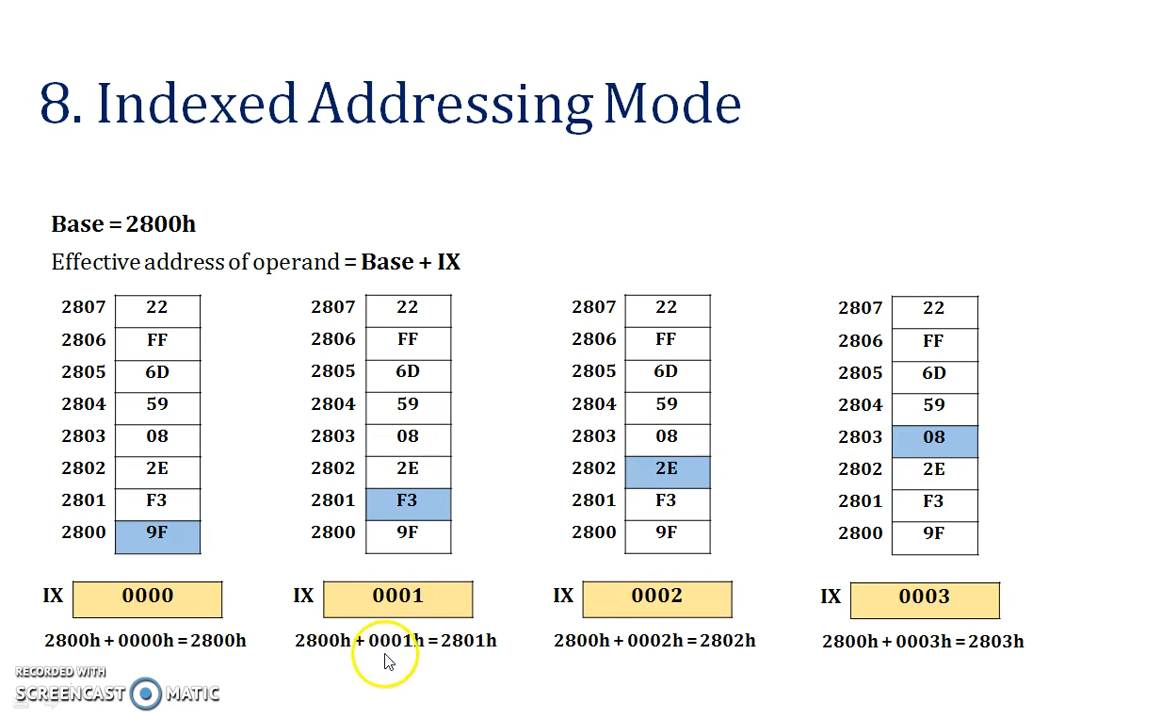 8. Indexed Addressing Mode
Base = 2800h
Effective address of operand = Base + IX
2807 22 2807 22 2807 22 2807 22
2806 FF 2806 FF 2806 FF 2806 FF
2805 6D 2805 6D 2805 6D 2805 6D
2804 59 2804 59 2804 59 2804 59
2803 08 2803 08 2803 08 2803 08
2802 2E 2802 2E 2802 2E 2802 2E
2801 F3 2801 F3 2801 F3 2801 F3
2800 9F 2800 9F 2800 9F 2800 9F
IX 0000 IX 0001 IX 0002 IX 0003
2800h + 0000h = 2800h 2800h + 0001h = 2801h 2800h + 0002h = 2802h 2800h + 0003h = 2803h
RECORDED WITH
SCREENCAST MATIC